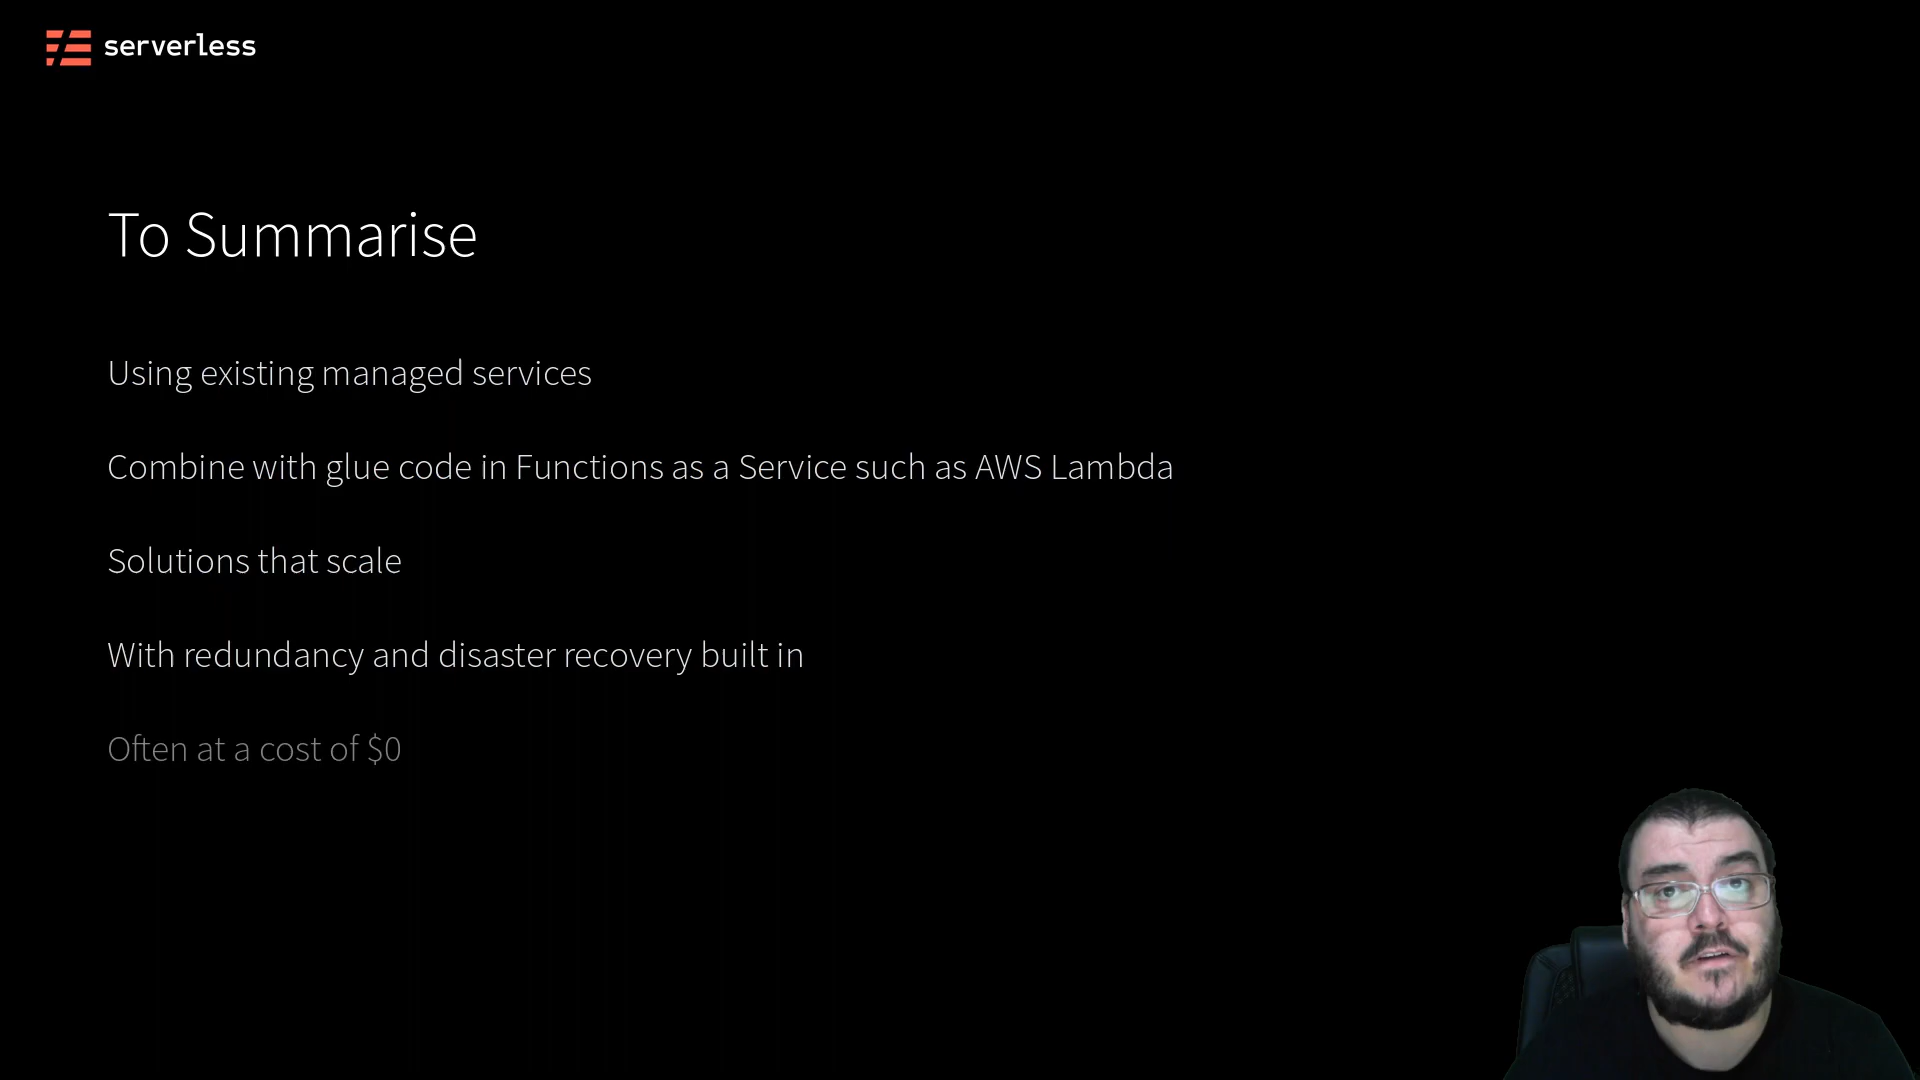 serverless
To Summarise
Using existing managed services
Combine with glue code in Functions as a Service such as AWS Lambda
Solutions that scale
With redundancy and disaster recovery built in
Often at a cost of $0